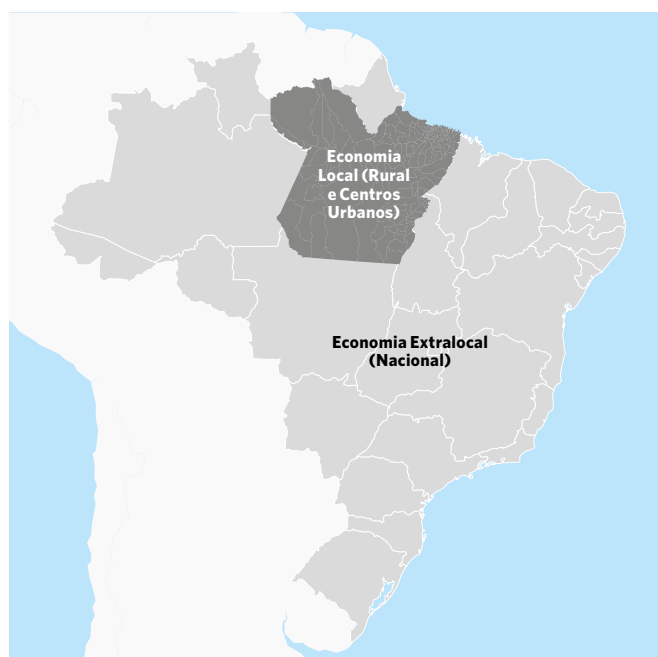 Economia
Local (Rural
e Centros
Urbanos)
Economia Extralocal
(Nacional)